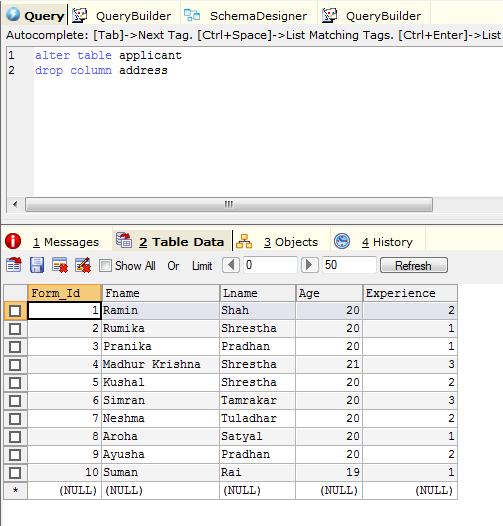 Query QueryBuilder SchemaDesigner QueryBuilder
Autocomplete: [Tab]->Next Tag. [Ctrl+Space]->List Matching Tags. [Ctrl+Enter]->List
1 alter table applicant
2 drop column address
1 Messages 2 Table Data 3 Objects 4 History
Show All Or Limit 0 50 Refresh
Form_Id Fname Lname Age Experience
1 Ramin Shah 20 2
2 Rumika Shrestha 20 1
3 Pranika Pradhan 20 1
4 Madhur Krishna Shrestha 21 3
5 Kushal Shrestha 20 2
6 Simran Tamrakar 20 3
7 Neshma Tuladhar 20 2
8 Aroha Satyal 20 1
9 Ayusha Pradhan 20 2
10 Suman Rai 19 1
* (NULL) (NULL) (NULL) (NULL) (NULL)